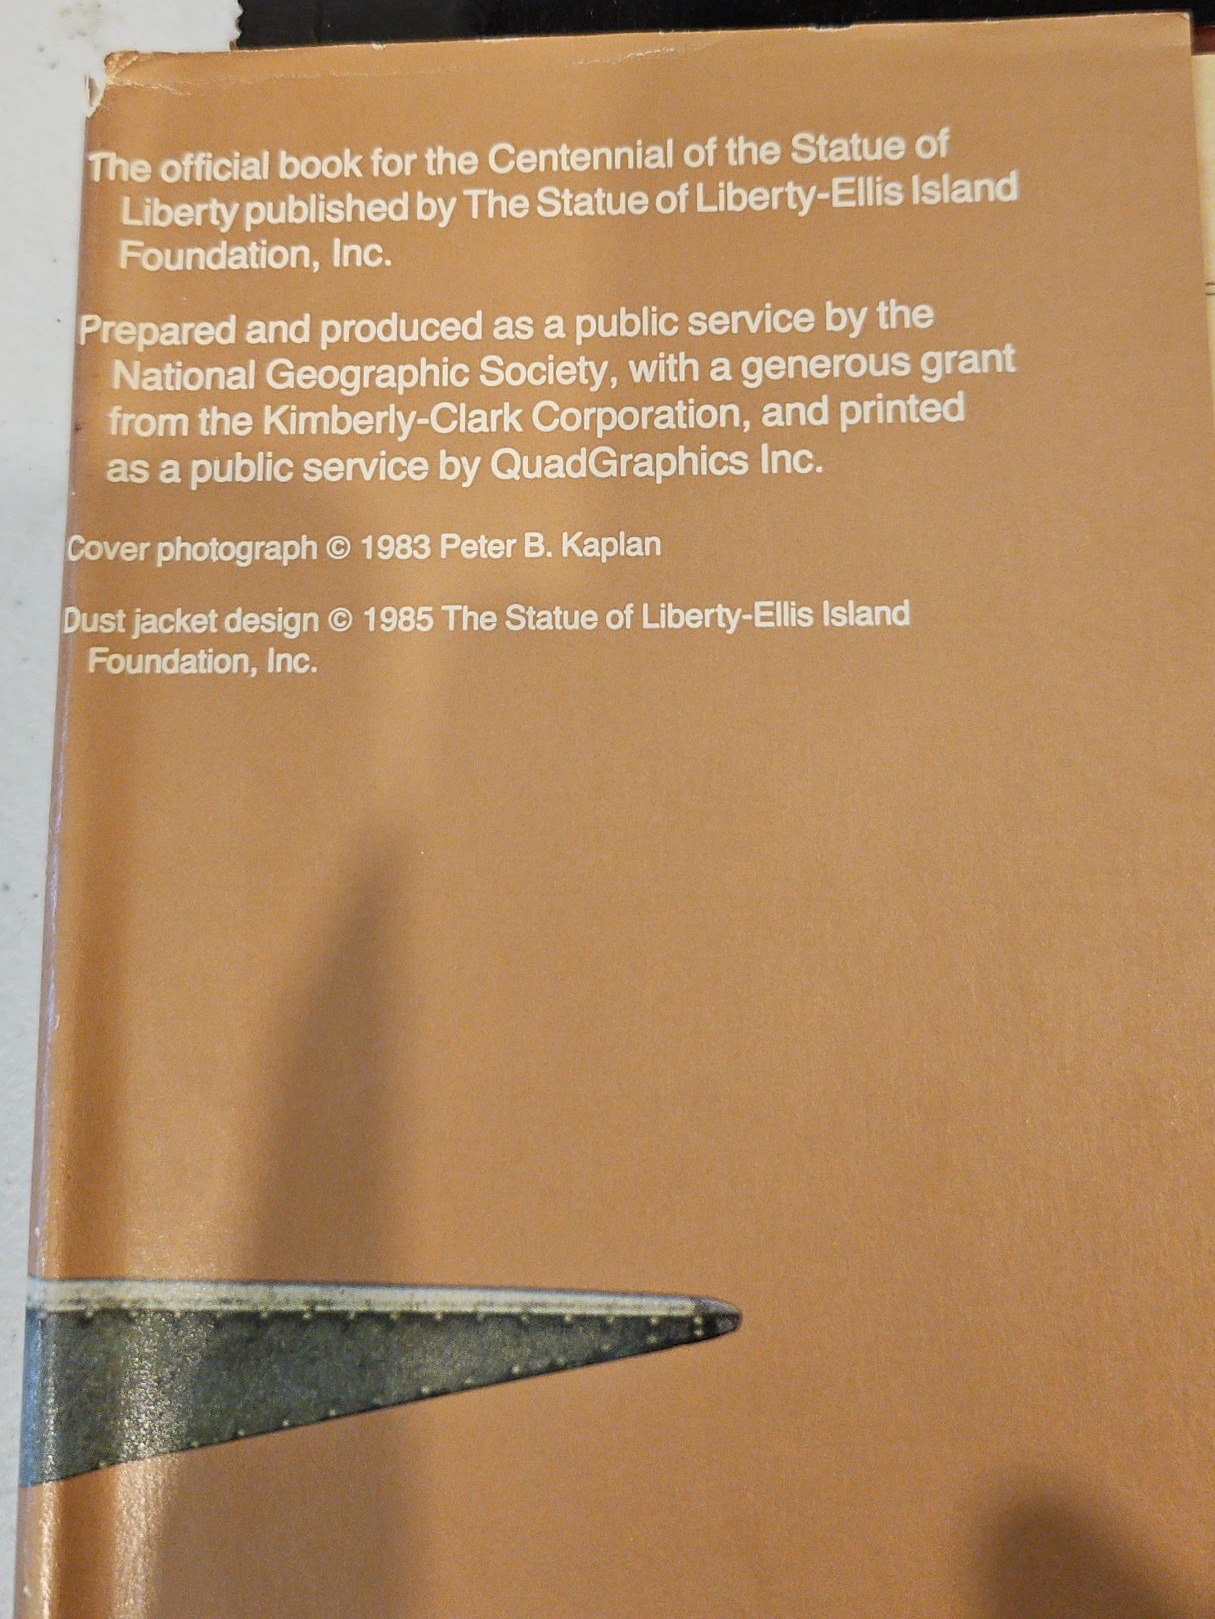 The official book for the Centennial of the Statue of
Liberty published by The Statue of Liberty-Ellis Island
Foundation, Inc.
Prepared and produced as a public service by the
National Geographic Society, with a generous grant
from the Kimberly-Clark Corporation, and printed
as a public service by QuadGraphics Inc.
Cover photograph © 1983 Peter B. Kaplan
Dust jacket design © 1985 The Statue of Liberty-Ellis Island
Foundation, Inc.